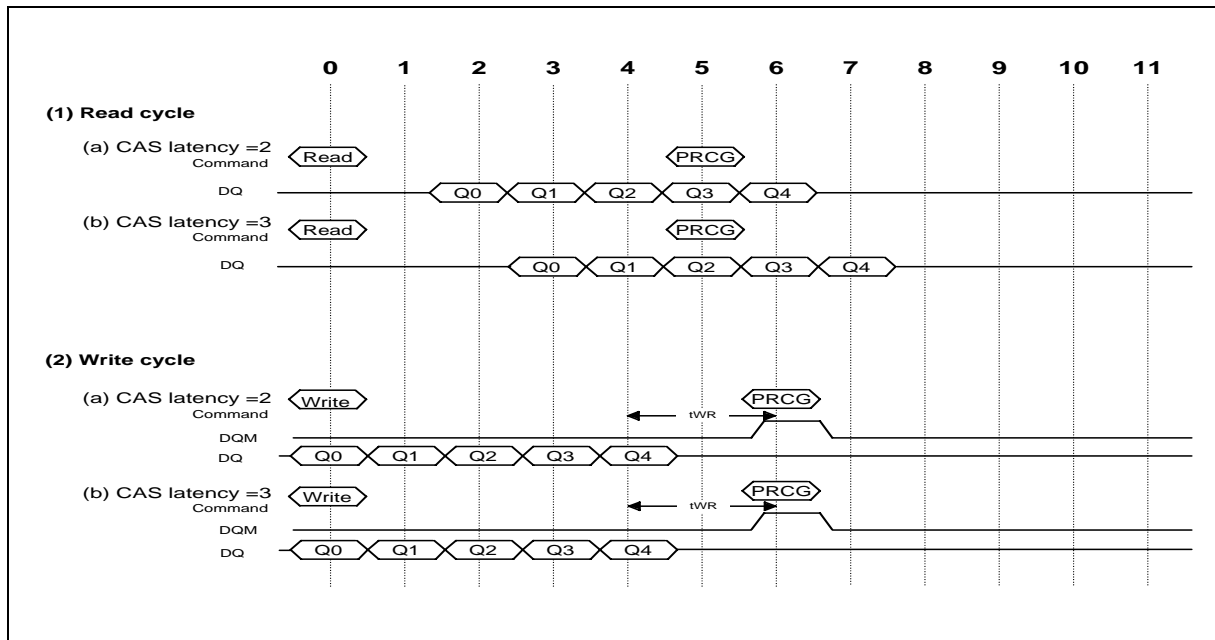 0 1 2 3 4 5 6 7 8 9 10 11
(1) Read cycle
(a) CAS latency =2
Command Read PRCG
DQ Q0 Q1 Q2 Q3 Q4
(b) CAS latency =3
Command Read PRCG
DQ Q0 Q1 Q2 Q3 Q4
(2) Write cycle
(a) CAS latency =2
Command Write tWR PRCG
DQM
DQ Q0 Q1 Q2 Q3 Q4
(b) CAS latency =3
Command Write tWR PRCG
DQM
DQ Q0 Q1 Q2 Q3 Q4